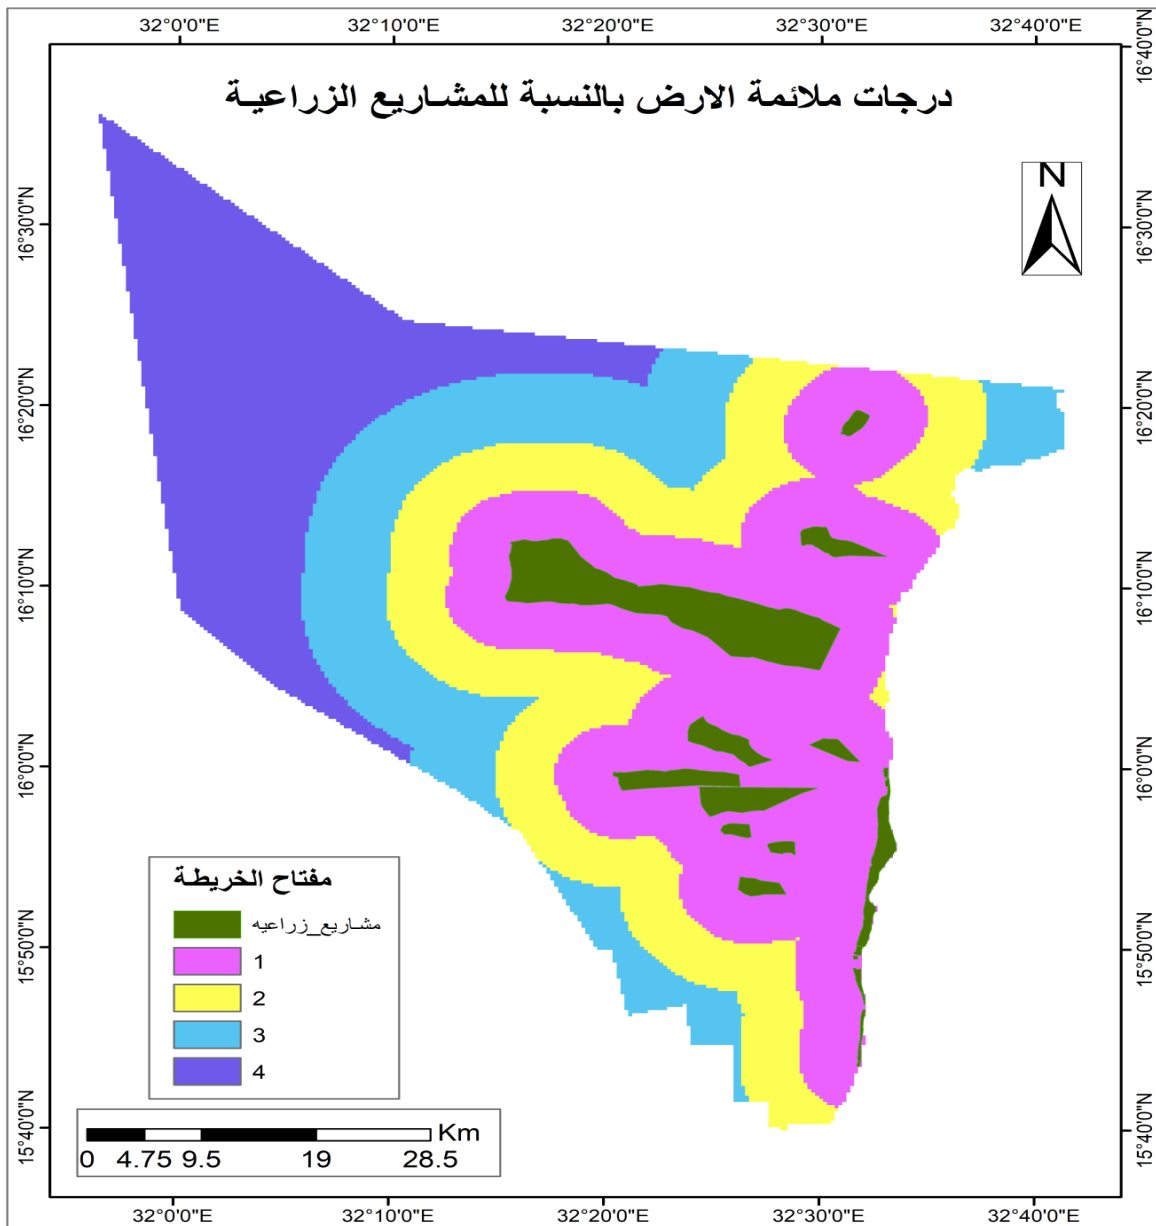 32°0'0"E 32°10'0"E 32°20'0"E 32°30'0"E 32°40'0"E
درجات ملائمة الارض بالنسبة للمشاريع الزراعية
N
16°40'0"N
16°30'0"N 16°30'0"N
16°20'0"N 16°20'0"N
16°10'0"N 16°10'0"N
16°0'0"N 16°0'0"N
15°50'0"N 15°50'0"N
15°40'0"N 15°40'0"N
مفتاح الخريطة
مشاريع_زراعيه
1
2
3
4
Km
0 4.75 9.5 19 28.5
32°0'0"E 32°10'0"E 32°20'0"E 32°30'0"E 32°40'0"E